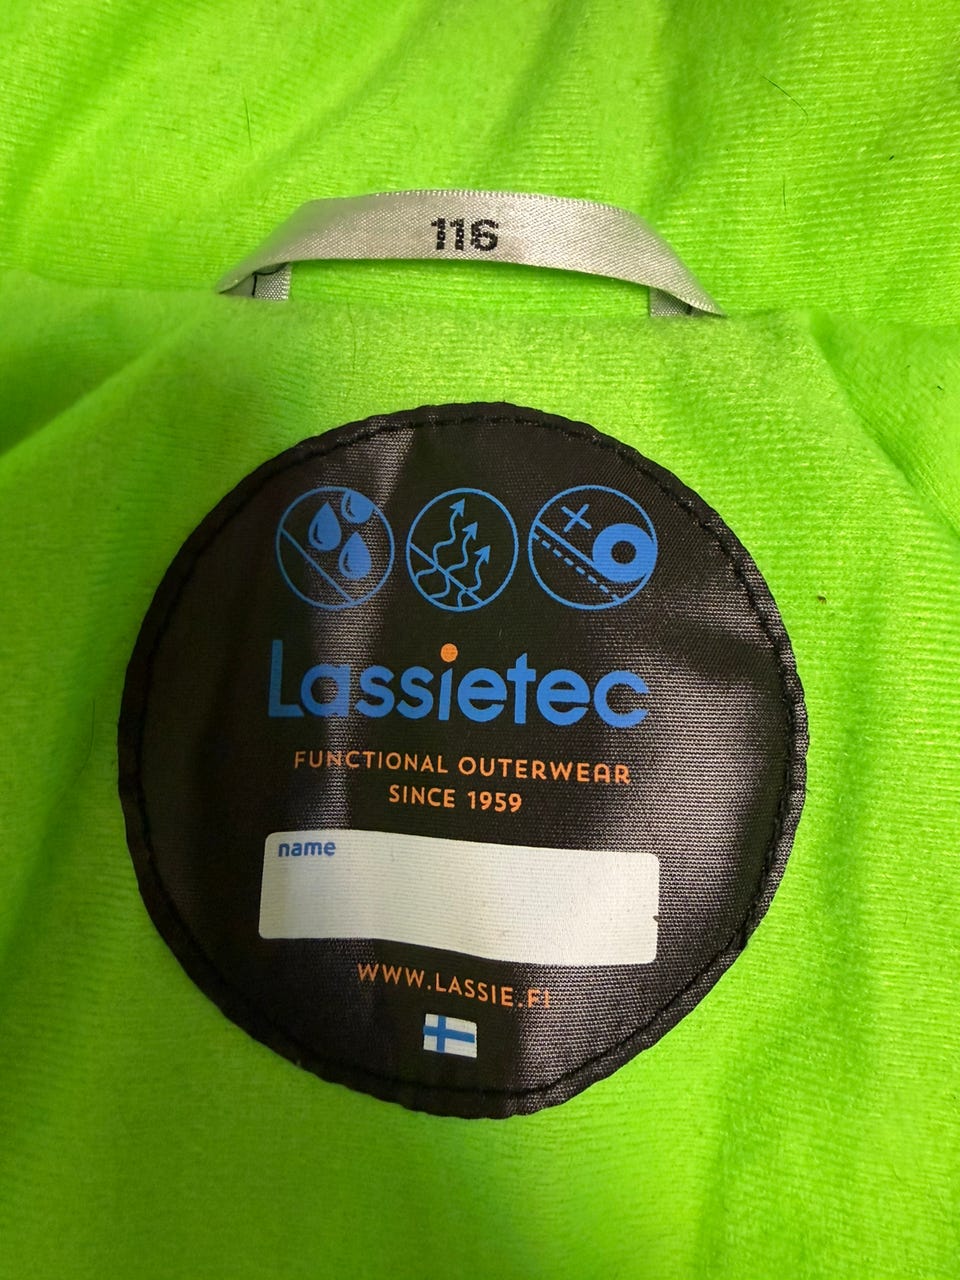 116
Lassietec
FUNCTIONAL OUTERWEAR
SINCE 1959
name
WWW.LASSIE.FI